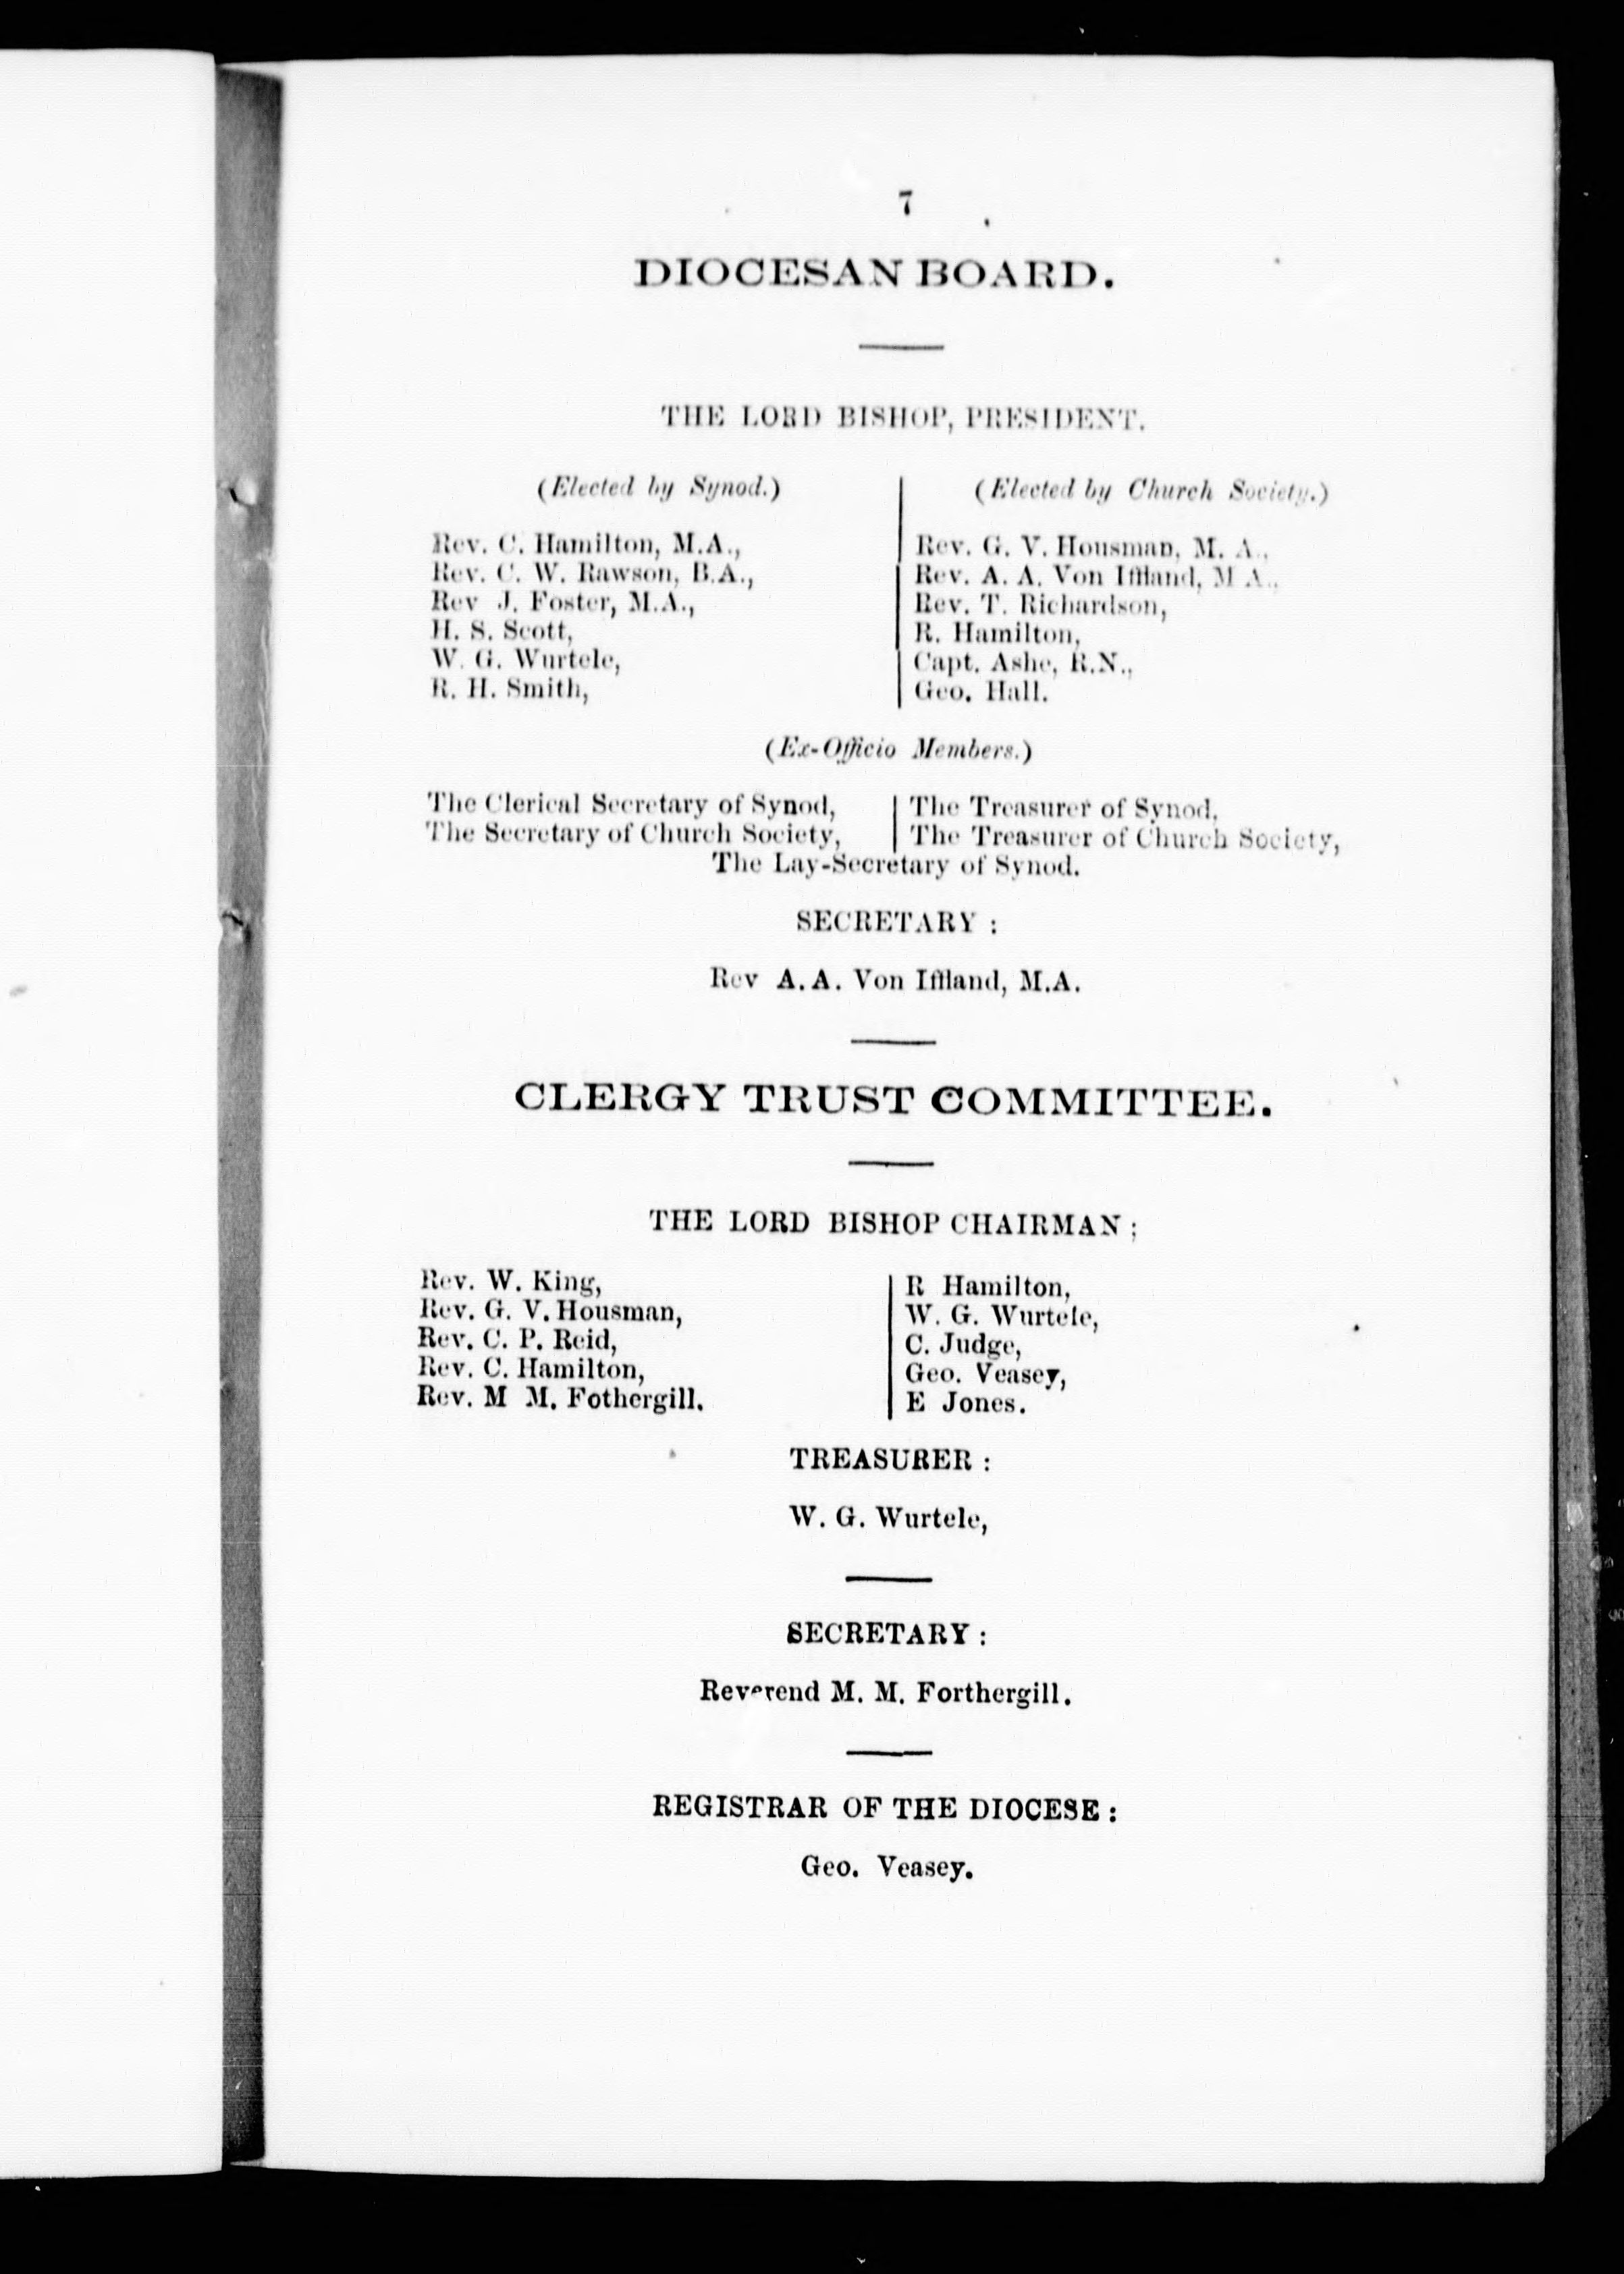 7
DIOCESAN BOARD.
THE LORD BISHOP, PRESIDENT.
(Elected by Synod.)
Rev. C. Hamilton, M.A.,
Rev. C. W. Rawson, B.A.,
Rev J. Foster, M.A.,
H. S. Scott,
W. G. Wurtele,
R. H. Smith,
(Elected by Church Society.)
Rev. G. V. Housman, M. A.,
Rev. A. A. Von Iffland, M A.,
Rev. T. Richardson,
R. Hamilton,
Capt. Ashe, R.N.,
Geo. Hall.
(Ex-Officio Members.)
The Clerical Secretary of Synod,
The Secretary of Church Society,
The Treasurer of Synod,
The Treasurer of Church Society,
The Lay-Secretary of Synod.
SECRETARY :
Rev A. A. Von Iffland, M.A.
CLERGY TRUST COMMITTEE.
THE LORD BISHOP CHAIRMAN ;
Rev. W. King,
Rev. G. V. Housman,
Rev. C. P. Reid,
Rev. C. Hamilton,
Rev. M M. Fothergill.
R Hamilton,
W. G. Wurtele,
C. Judge,
Geo. Veasey,
E Jones.
TREASURER :
W. G. Wurtele,
SECRETARY :
Reverend M. M. Forthergill.
REGISTRAR OF THE DIOCESE :
Geo. Veasey.